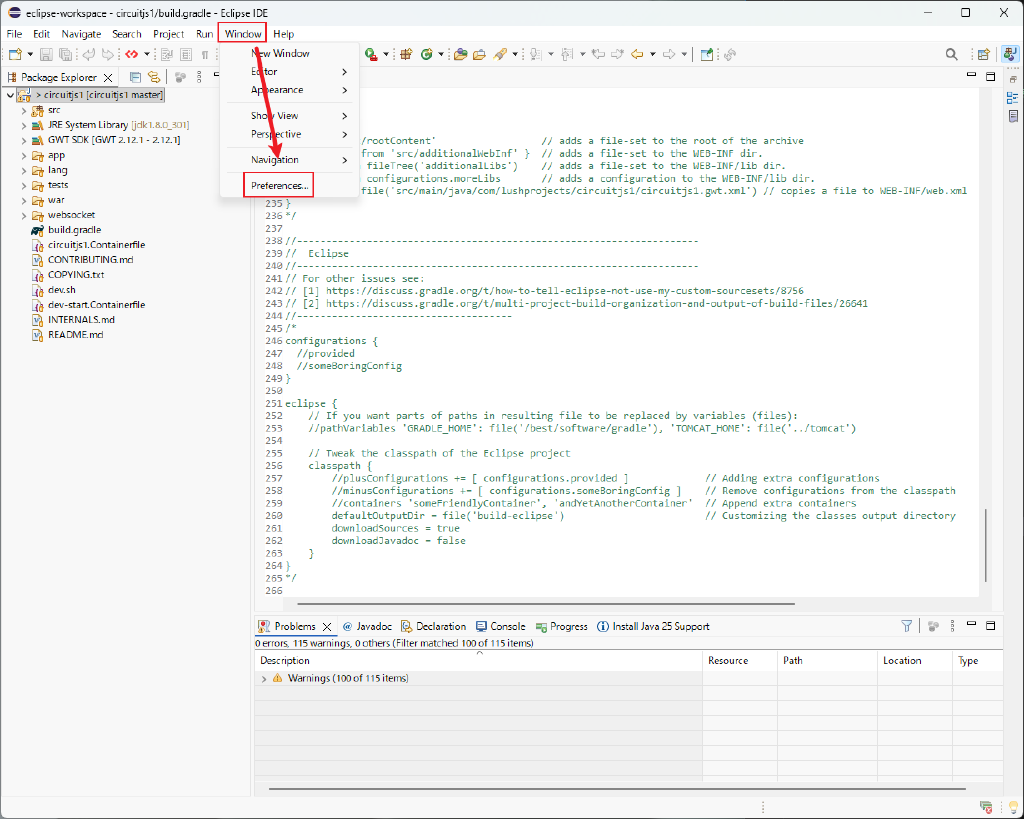 eclipse-workspace - circuitjs1/build.gradle - Eclipse IDE
File Edit Navigate Search Project Run Window Help
New Window
Editor
Appearance
Show View
Perspective
Navigation
Preferences...
Package Explorer
> circuitjs1 [circuitjs1 master]
src
JRE System Library [jdk1.8.0_301]
GWT SDK [GWT 2.12.1 - 2.12.1]
app
lang
tests
war
websocket
build.gradle
circuitjs1.Containerfile
CONTRIBUTING.md
COPYING.txt
dev.sh
dev-start.Containerfile
INTERNALS.md
README.md
/rootContent' // adds a file-set to the root of the archive
from 'src/additionalWebInf' } // adds a file-set to the WEB-INF dir.
fileTree('additionalLibs') // adds a file-set to the WEB-INF/lib dir.
configurations.moreLibs // adds a configuration to the WEB-INF/lib dir.
file('src/main/java/com/lushprojects/circuitjs1/circuitjs1.gwt.xml') // copies a file to WEB-INF/web.xml
235 }
236 */
237
238 //---------------------------------------------------------------------
239 //  Eclipse
240 //---------------------------------------------------------------------
241 // For other issues see:
242 // [1] https://discuss.gradle.org/t/how-to-tell-eclipse-not-use-my-custom-sourcesets/8756
243 // [2] https://discuss.gradle.org/t/multi-project-build-organization-and-output-of-build-files/26641
244 //-------------------------------------
245 /*
246 configurations {
247 //provided
248 //someBoringConfig
249 }
250
251 eclipse {
252 // If you want parts of paths in resulting file to be replaced by variables (files):
253 //pathVariables 'GRADLE_HOME': file('/best/software/gradle'), 'TOMCAT_HOME': file('../tomcat')
254
255 // Tweak the classpath of the Eclipse project
256 classpath {
257 //plusConfigurations += [ configurations.provided ] // Adding extra configurations
258 //minusConfigurations += [ configurations.someBoringConfig ] // Remove configurations from the classpath
259 //containers 'someFriendlyContainer', 'andYetAnotherContainer' // Append extra containers
260 defaultOutputDir = file('build-eclipse') // Customizing the classes output directory
261 downloadSources = true
262 downloadJavadoc = false
263 }
264 }
265 */
266
Problems @ Javadoc Declaration Console Progress Install Java 25 Support
0 errors, 115 warnings, 0 others (Filter matched 100 of 115 items)
Description Resource Path Location Type
Warnings (100 of 115 items)